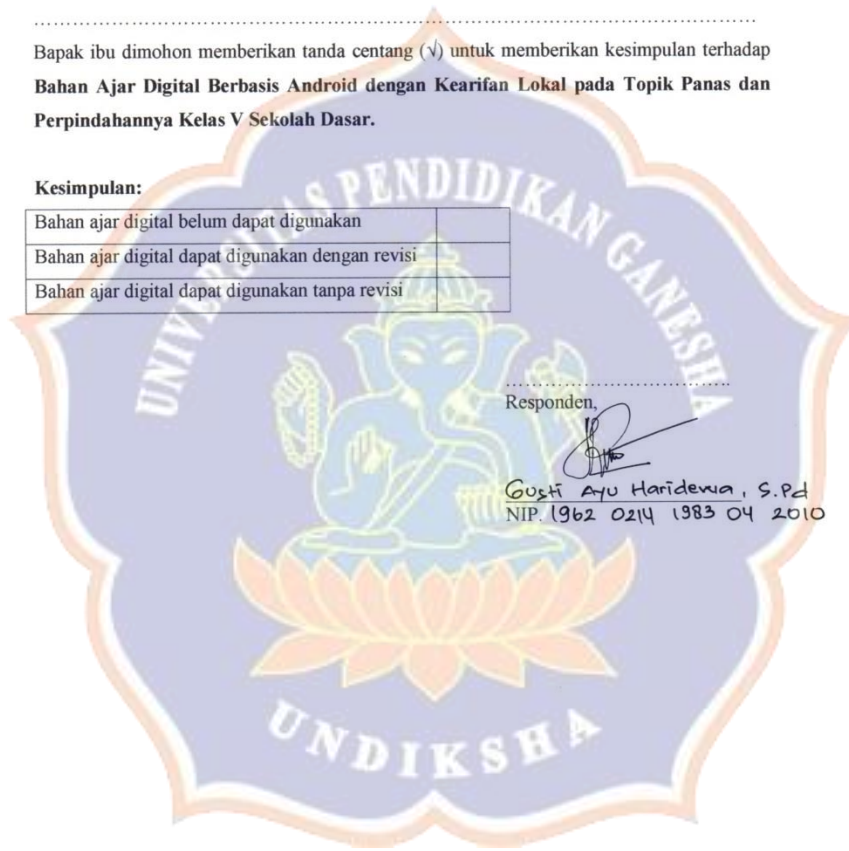 ................................................................................
Bapak ibu dimohon memberikan tanda centang (√) untuk memberikan kesimpulan terhadap
Bahan Ajar Digital Berbasis Android dengan Kearifan Lokal pada Topik Panas dan
Perpindahannya Kelas V Sekolah Dasar.
Kesimpulan:
Bahan ajar digital belum dapat digunakan
Bahan ajar digital dapat digunakan dengan revisi
Bahan ajar digital dapat digunakan tanpa revisi
UNIVERSITAS PENDIDIKAN GANESHA
..................................
Responden,
Gusti Ayu Haridewa, S.Pd
NIP. 1962 0214 1983 04 2010
UNDIKSHA